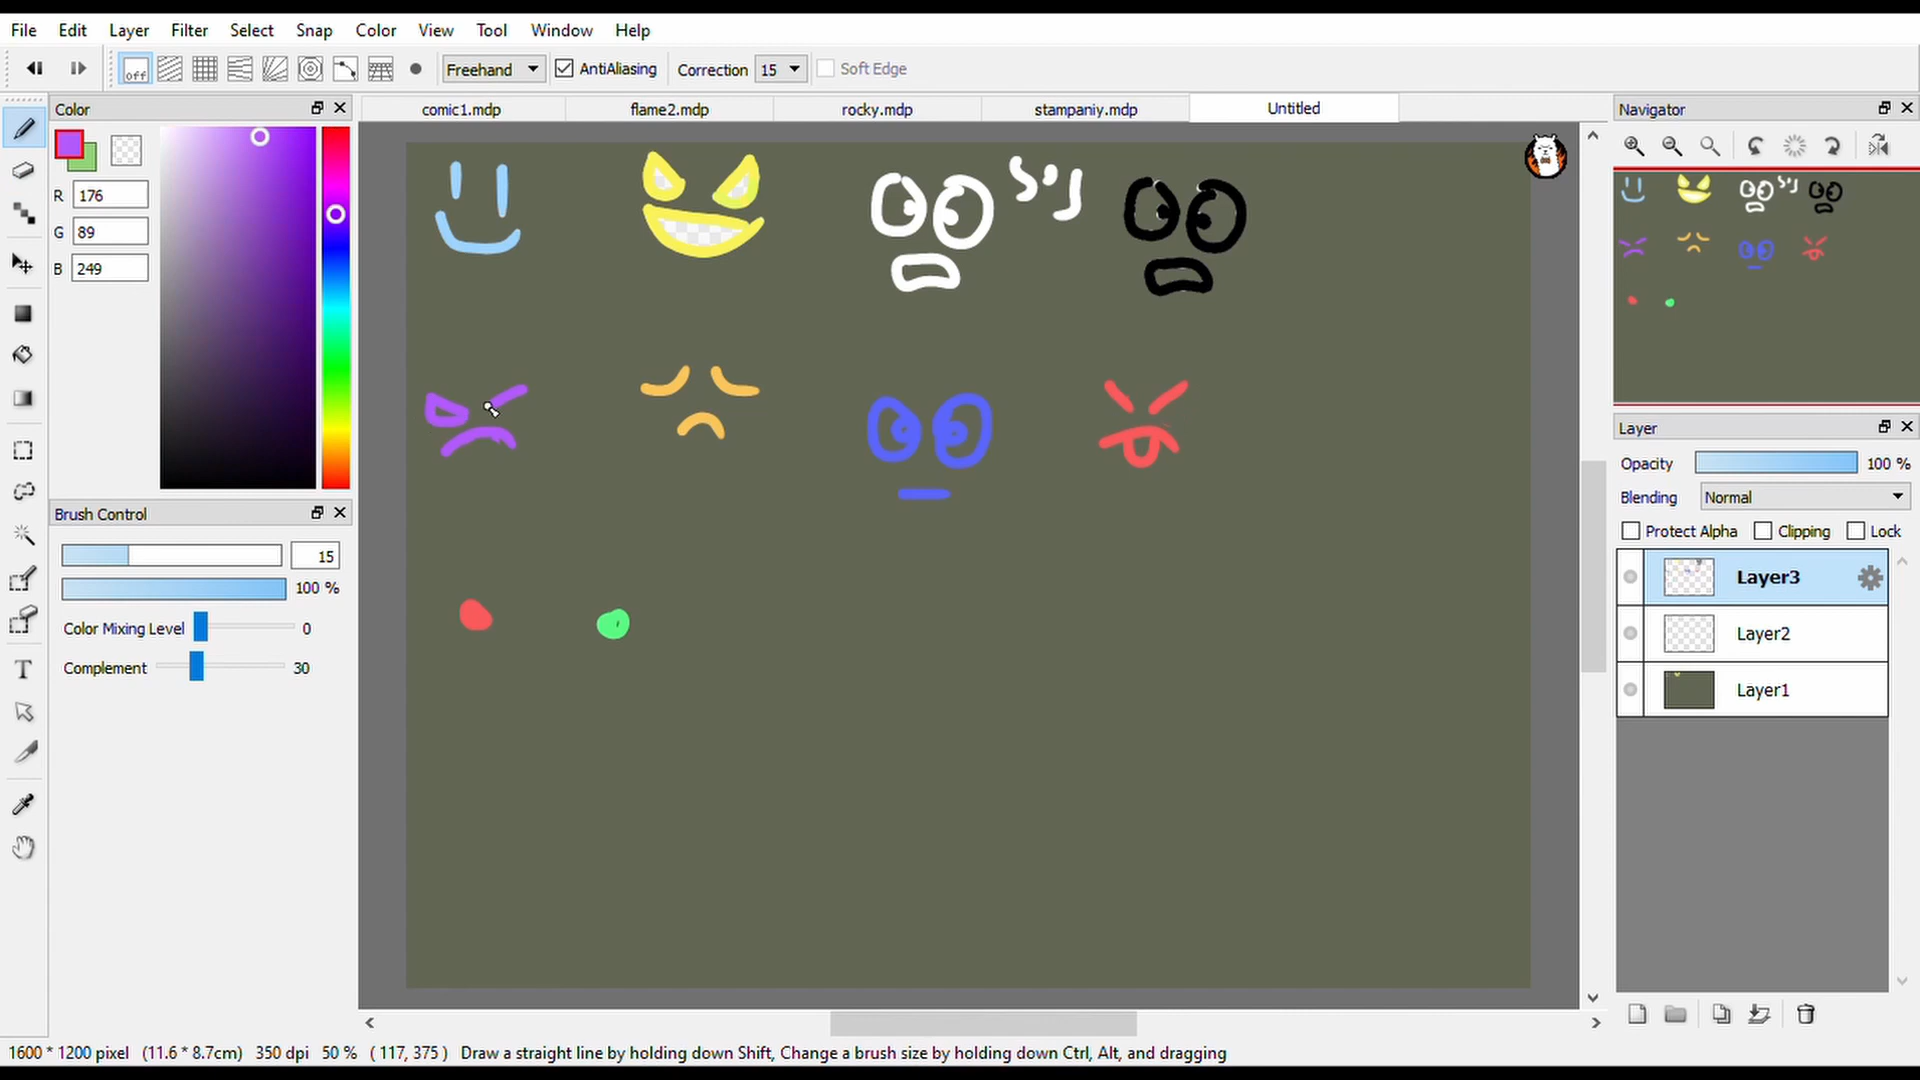 File Edit Layer Filter Select Snap Color View Tool Window Help
off Freehand AntiAliasing Correction 15 Soft Edge
Color
comic1.mdp flame2.mdp rocky.mdp stampaniy.mdp Untitled
Navigator
R 176
G 89
B 249
Layer
Opacity 100 %
Blending Normal
Protect Alpha Clipping Lock
Layer3
Layer2
Layer1
Brush Control
15
100 %
Color Mixing Level 0
Complement 30
T
1600 * 1200 pixel (11.6 * 8.7cm) 350 dpi 50 % ( 117, 375 ) Draw a straight line by holding down Shift, Change a brush size by holding down Ctrl, Alt, and dragging